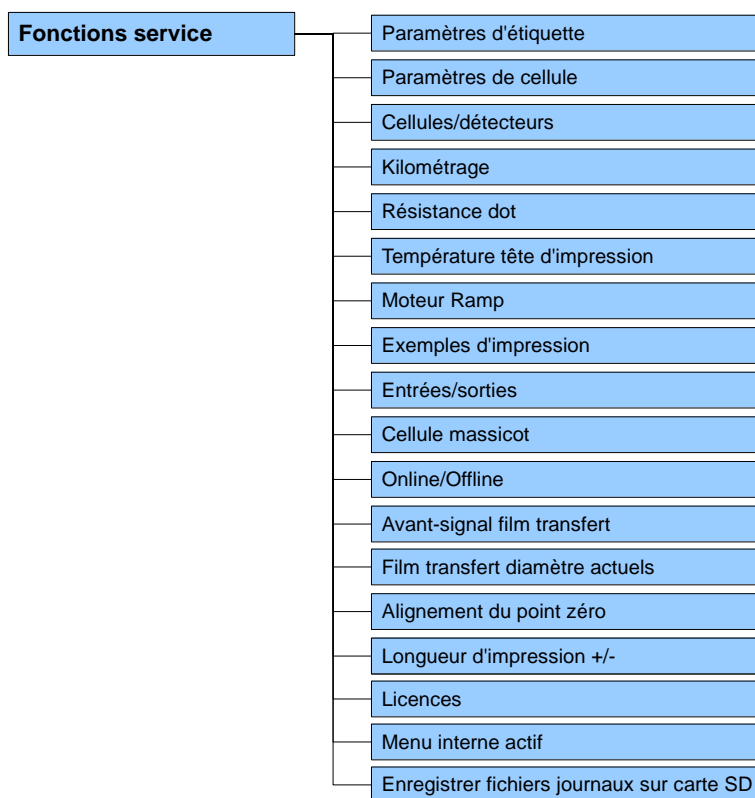 Fonctions service
Paramètres d'étiquette
Paramètres de cellule
Cellules/détecteurs
Kilométrage
Résistance dot
Température tête d'impression
Moteur Ramp
Exemples d'impression
Entrées/sorties
Cellule massicot
Online/Offline
Avant-signal film transfert
Film transfert diamètre actuels
Alignement du point zéro
Longueur d'impression +/-
Licences
Menu interne actif
Enregistrer fichiers journaux sur carte SD